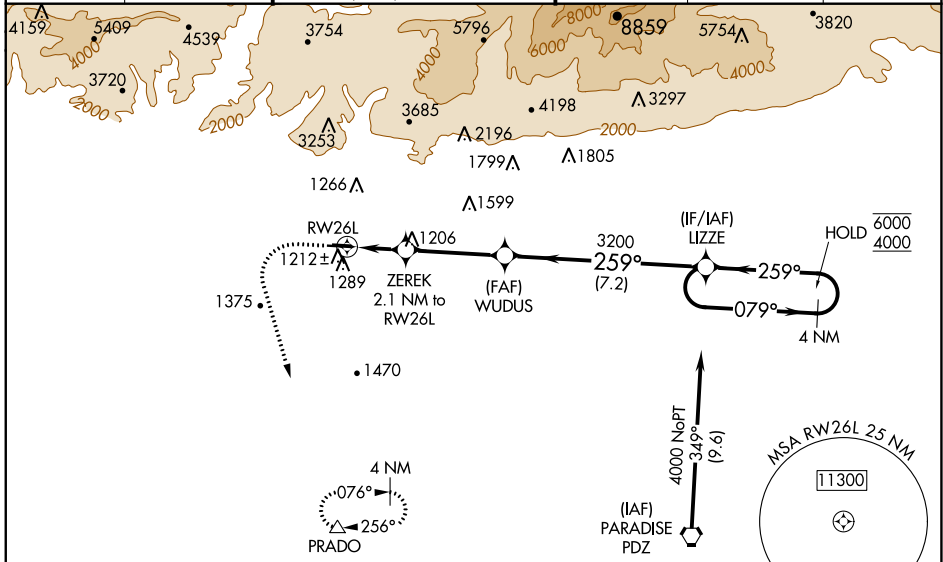 4159
5409
4539
3754
5796
8000
8859
5754
3820
4000
6000
4000
4000
3720
2000
2000
3685
4198
3297
2000
3253
2196
1799
1805
1266
1599
RW26L
1206
1212±
1289
ZEREK
2.1 NM to
RW26L
(FAF)
WUDUS
3200
259°
(7.2)
(IF/IAF)
LIZZE
HOLD
6000
4000
259°
079°
4 NM
1375
1470
4000 NoPT
349°
(9.6)
4 NM
076°
256°
PRADO
(IAF)
PARADISE
PDZ
MSA RW26L 25 NM
11300